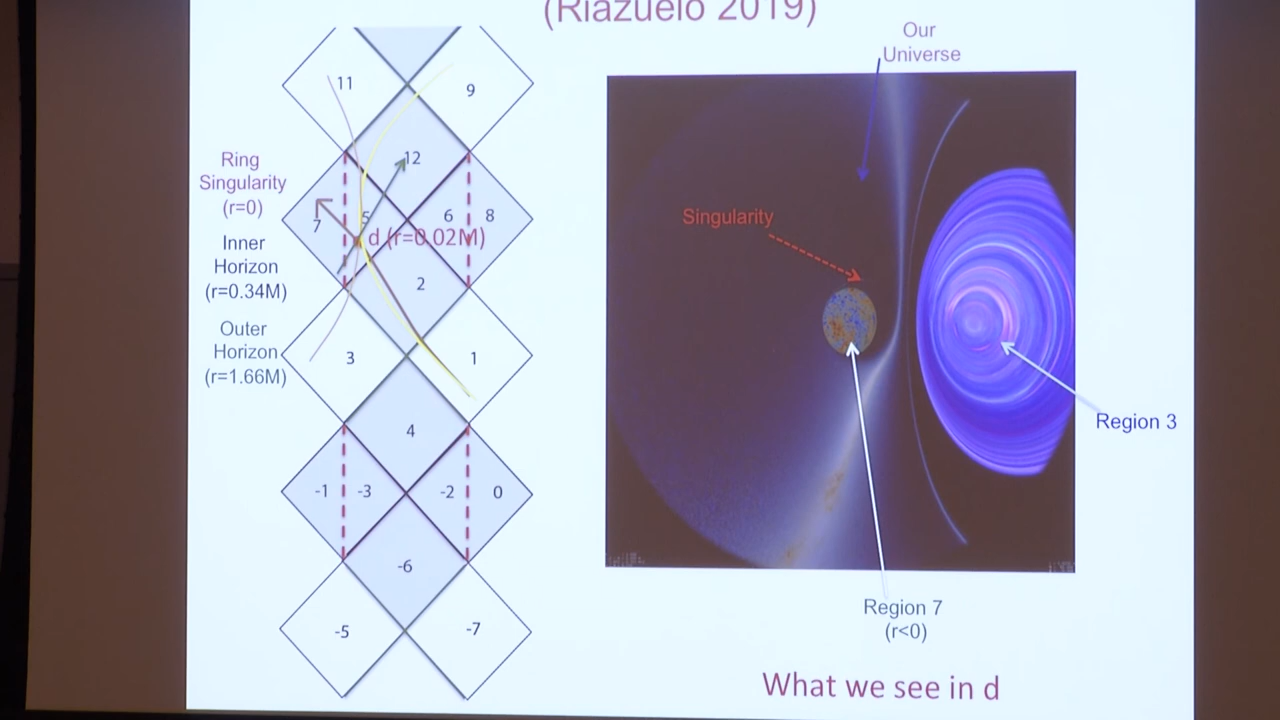 (Riazuelo 2019)
Our
Universe
11
9
12
Ring
Singularity
(r=0)
7
5
6
8
d (r=0.02M)
Inner
Horizon
(r=0.34M)
2
Outer
Horizon
(r=1.66M)
3
1
4
-1
-3
-2
0
-6
-5
-7
Singularity
Region 3
Region 7
(r<0)
What we see in d